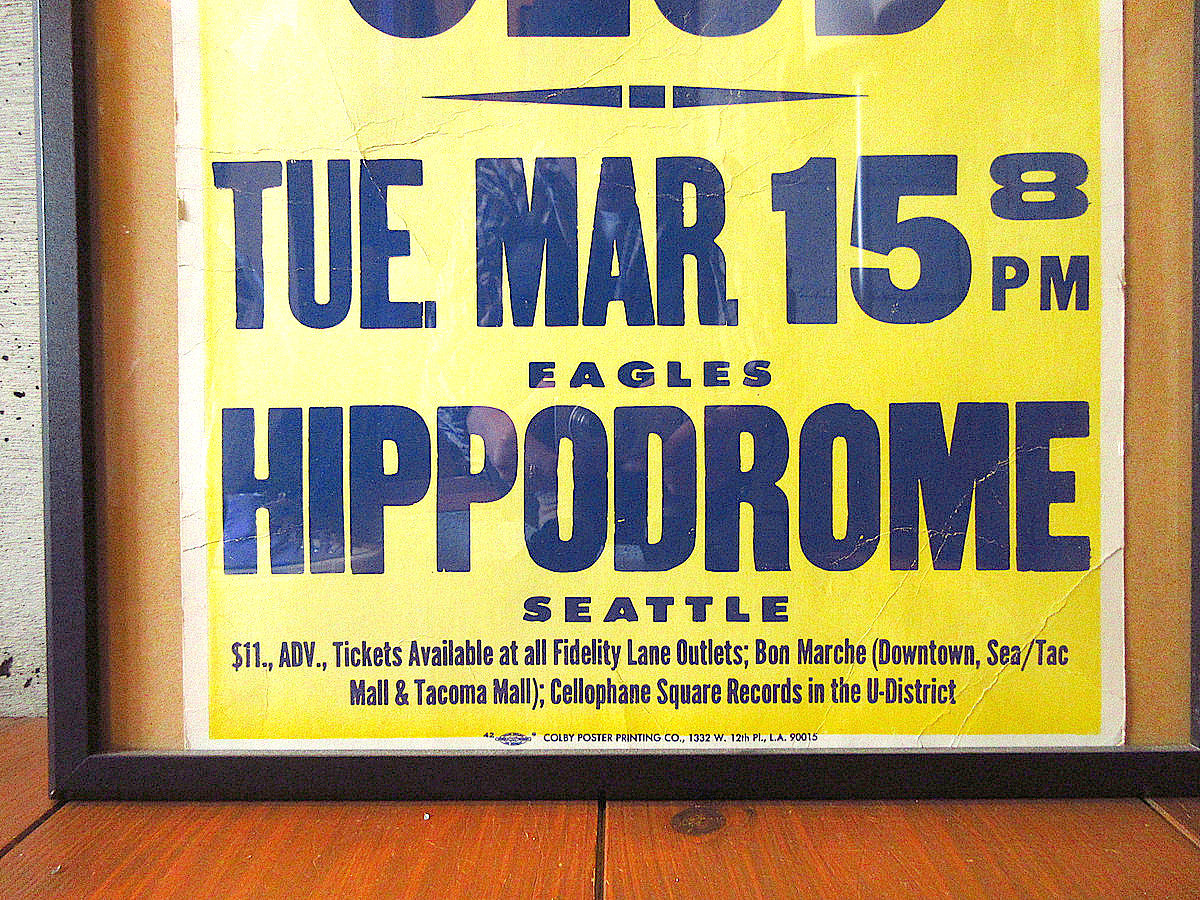 TUE. MAR. 15 8 PM
EAGLES
HIPPODROME
SEATTLE
$11., ADV., Tickets Available at all Fidelity Lane Outlets; Bon Marche (Downtown, Sea/Tac
Mall & Tacoma Mall); Cellophane Square Records in the U-District
42 COLBY POSTER PRINTING CO., 1332 W. 12th Pl., L.A. 90015